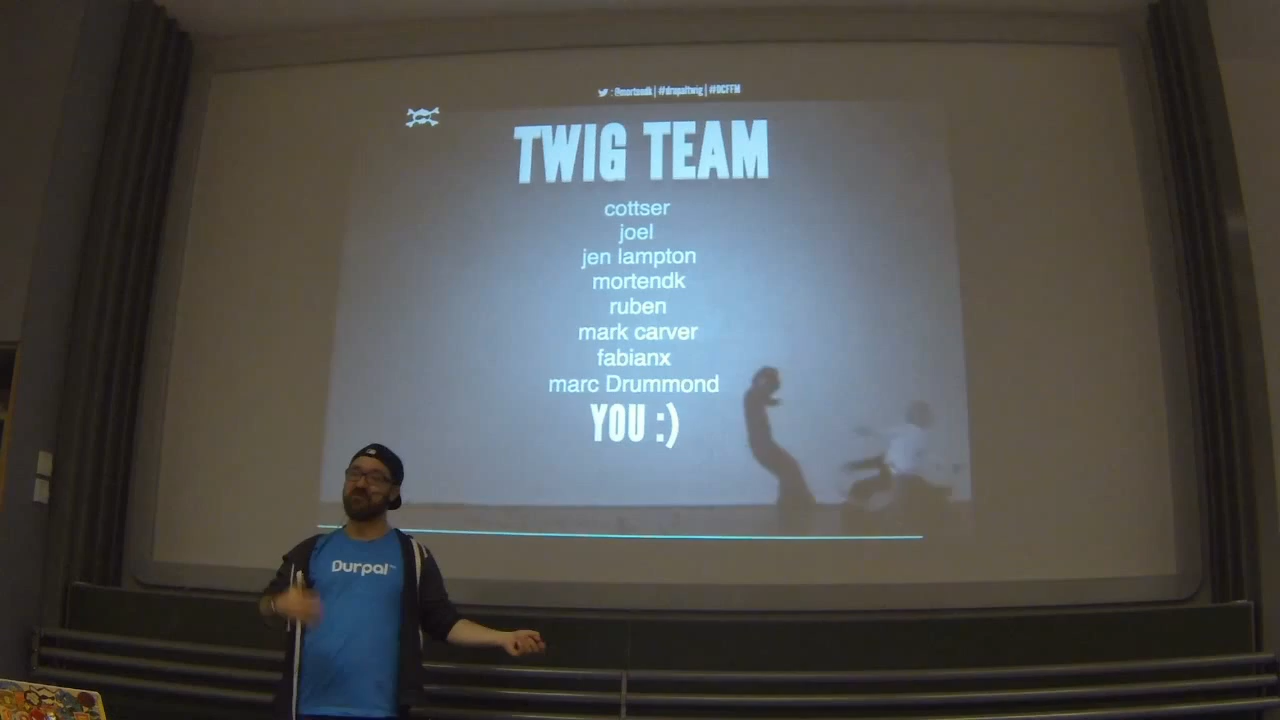 : @mortendk | #drupaltwig | #DCFFM
TWIG TEAM
cottser
joel
jen lampton
mortendk
ruben
mark carver
fabianx
marc Drummond
YOU :)
Durpal